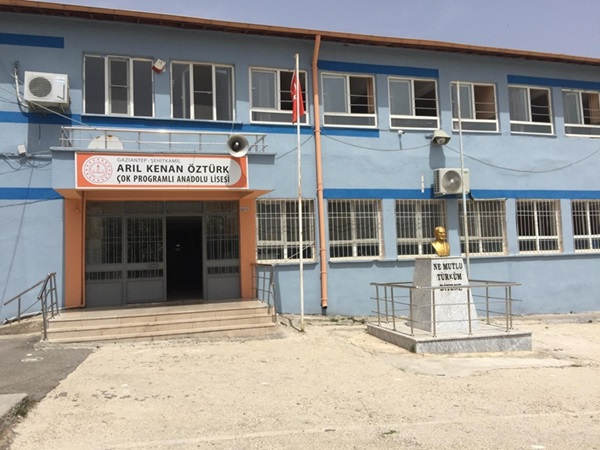 GAZİANTEP - ŞEHİTKAMİL
ARIL KENAN ÖZTÜRK
ÇOK PROGRAMLI ANADOLU LİSESİ
NE MUTLU
TÜRKÜM
DİYENE